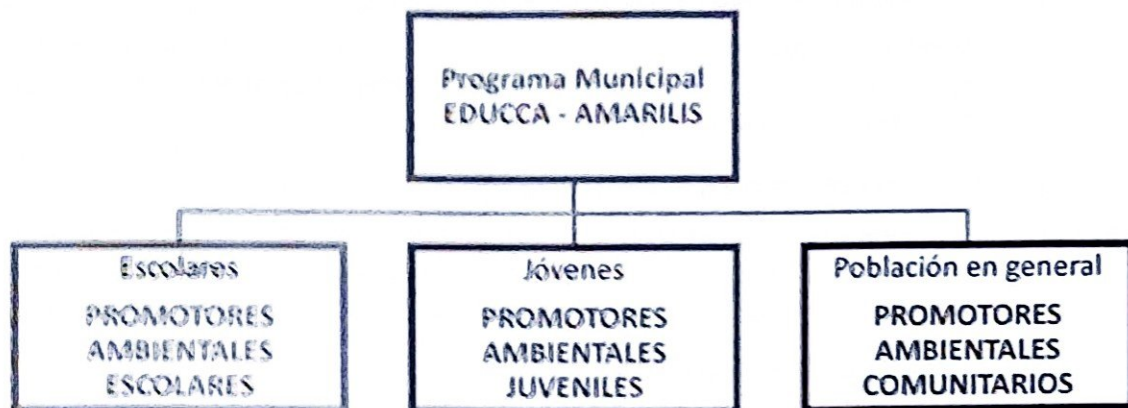 Programa Municipal
EDUCCA - AMARILIS
Escolares
PROMOTORES
AMBIENTALES
ESCOLARES
Jóvenes
PROMOTORES
AMBIENTALES
JUVENILES
Población en general
PROMOTORES
AMBIENTALES
COMUNITARIOS